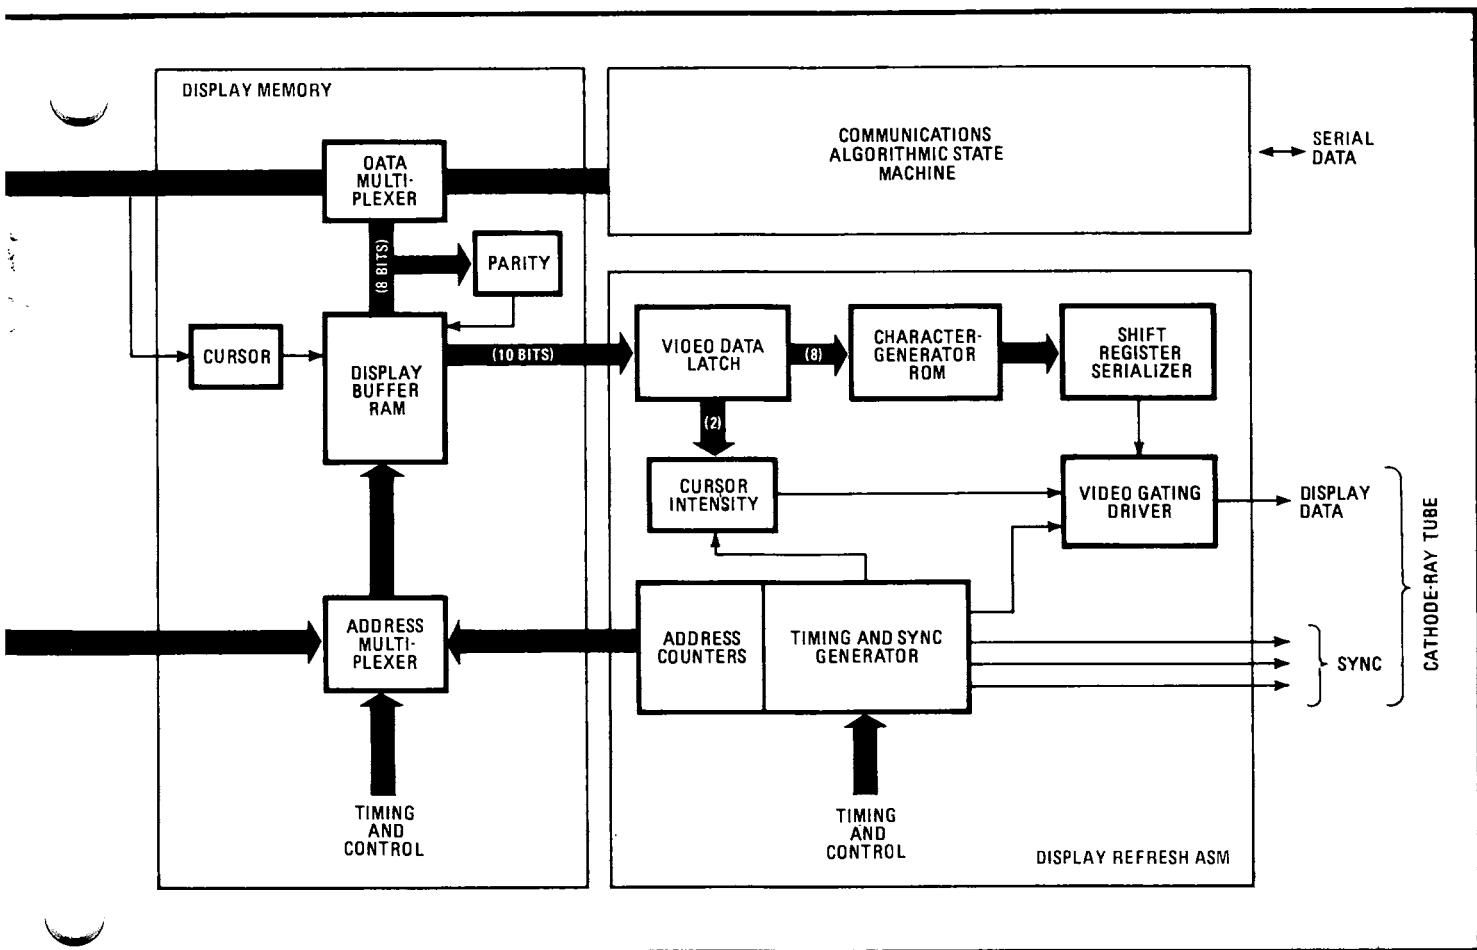 DISPLAY MEMORY
DATA
MULTI-
PLEXER
(8 BITS)
PARITY
CURSOR
DISPLAY
BUFFER
RAM
(10 BITS)
ADDRESS
MULTI-
PLEXER
TIMING
AND
CONTROL
COMMUNICATIONS
ALGORITHMIC STATE
MACHINE
SERIAL
DATA
VIDEO DATA
LATCH
(8)
CHARACTER-
GENERATOR
ROM
SHIFT
REGISTER
SERIALIZER
(2)
CURSOR
INTENSITY
VIDEO GATING
DRIVER
DISPLAY
DATA
ADDRESS
COUNTERS
TIMING AND SYNC
GENERATOR
SYNC
CATHODE-RAY TUBE
TIMING
AND
CONTROL
DISPLAY REFRESH ASM